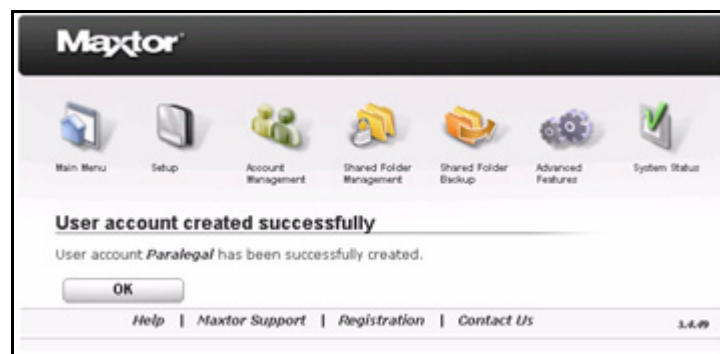 Maxtor
Main Menu
Setup
Account Management
Shared Folder Management
Shared Folder Backup
Advanced Features
System Status
User account created successfully
User account Paralegal has been successfully created.
OK
Help | Maxtor Support | Registration | Contact Us